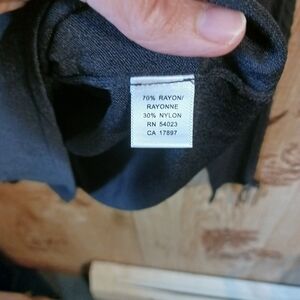 70% RAYON/
RAYONNE
30% NYLON
RN 54023
CA 17897